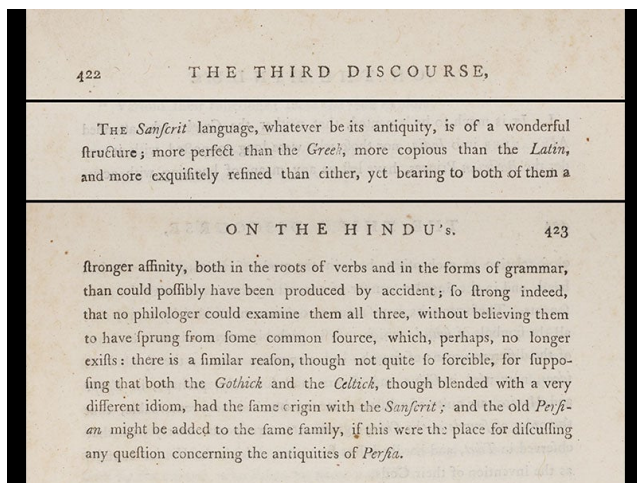 422 THE THIRD DISCOURSE,
THE Sanſcrit language, whatever be its antiquity, is of a wonderful
ſtructure; more perfect than the Greek, more copious than the Latin,
and more exquiſitely refined than either, yet bearing to both of them a
ON THE HINDU's. 423
ſtronger affinity, both in the roots of verbs and in the forms of grammar,
than could poſſibly have been produced by accident; ſo ſtrong indeed,
that no philologer could examine them all three, without believing them
to have ſprung from ſome common ſource, which, perhaps, no longer
exiſts: there is a ſimilar reaſon, though not quite ſo forcible, for ſuppo-
ſing that both the Gothick and the Celtick, though blended with a very
different idiom, had the ſame origin with the Sanſcrit; and the old Perſi-
an might be added to the ſame family, if this were the place for diſcuſſing
any queſtion concerning the antiquities of Perſia.